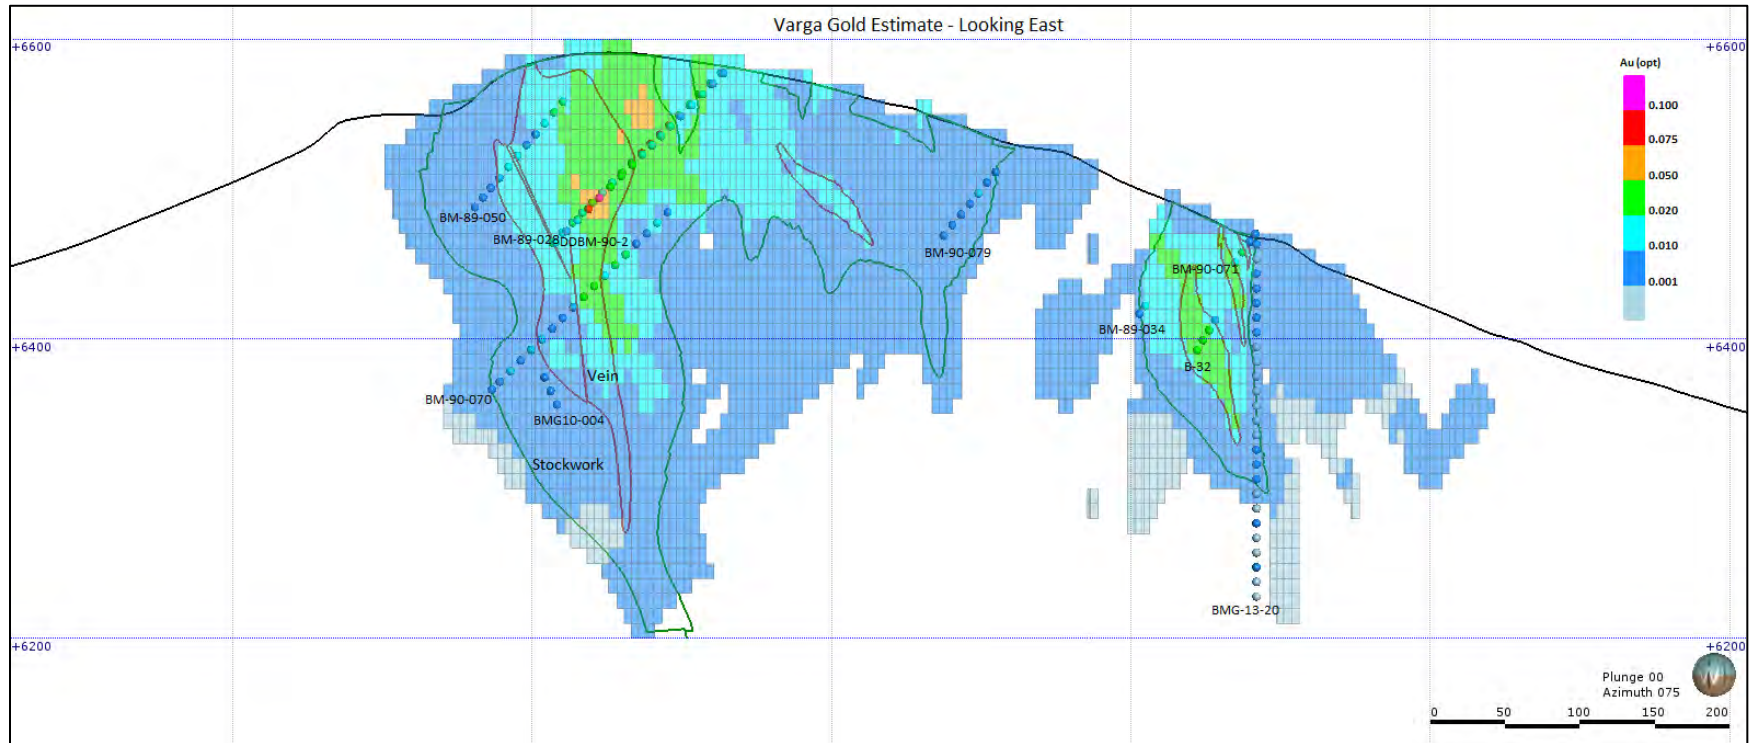 Varga Gold Estimate - Looking East
+6600
+6600
Au (opt)
0.100
0.075
0.050
0.020
0.010
0.001
BM-89-050
BM-89-028
DDBM-90-2
BM-90-079
BM-90-071
BM-89-034
+6400
+6400
B-32
Vein
BM-90-070
BMG10-004
Stockwork
BMG-13-20
+6200
+6200
Plunge 00
Azimuth 075
0 50 100 150 200